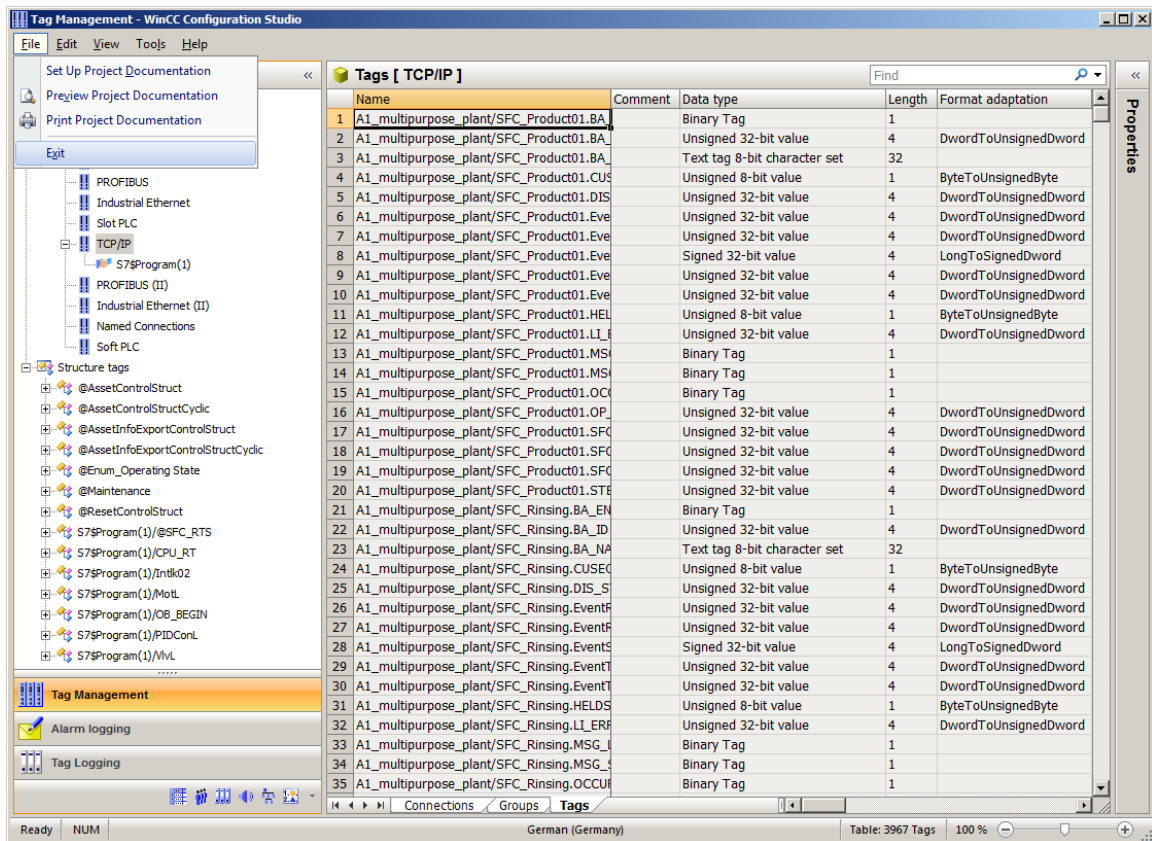 Tag Management - WinCC Configuration Studio
File Edit View Tools Help
Set Up Project Documentation
Preview Project Documentation
Print Project Documentation
Exit
PROFIBUS
Industrial Ethernet
Slot PLC
TCP/IP
S7$Program(1)
PROFIBUS (II)
Industrial Ethernet (II)
Named Connections
Soft PLC
Structure tags
@AssetControlStruct
@AssetControlStructCyclic
@AssetInfoExportControlStruct
@AssetInfoExportControlStructCyclic
@Enum_Operating State
@Maintenance
@ResetControlStruct
S7$Program(1)/@SFC_RTS
S7$Program(1)/CPU_RT
S7$Program(1)/Intlk02
S7$Program(1)/MotL
S7$Program(1)/OB_BEGIN
S7$Program(1)/PIDConL
S7$Program(1)/VlvL
Tag Management
Alarm logging
Tag Logging
Tags [ TCP/IP ]
Find
Name Comment Data type Length Format adaptation
1 A1_multipurpose_plant/SFC_Product01.BA_ Binary Tag 1
2 A1_multipurpose_plant/SFC_Product01.BA_ Unsigned 32-bit value 4 DwordToUnsignedDword
3 A1_multipurpose_plant/SFC_Product01.BA_ Text tag 8-bit character set 32
4 A1_multipurpose_plant/SFC_Product01.CUS Unsigned 8-bit value 1 ByteToUnsignedByte
5 A1_multipurpose_plant/SFC_Product01.DIS Unsigned 32-bit value 4 DwordToUnsignedDword
6 A1_multipurpose_plant/SFC_Product01.Eve Unsigned 32-bit value 4 DwordToUnsignedDword
7 A1_multipurpose_plant/SFC_Product01.Eve Unsigned 32-bit value 4 DwordToUnsignedDword
8 A1_multipurpose_plant/SFC_Product01.Eve Signed 32-bit value 4 LongToSignedDword
9 A1_multipurpose_plant/SFC_Product01.Eve Unsigned 32-bit value 4 DwordToUnsignedDword
10 A1_multipurpose_plant/SFC_Product01.Eve Unsigned 32-bit value 4 DwordToUnsignedDword
11 A1_multipurpose_plant/SFC_Product01.HEL Unsigned 8-bit value 1 ByteToUnsignedByte
12 A1_multipurpose_plant/SFC_Product01.LI_E Unsigned 32-bit value 4 DwordToUnsignedDword
13 A1_multipurpose_plant/SFC_Product01.MSG Binary Tag 1
14 A1_multipurpose_plant/SFC_Product01.MSG Binary Tag 1
15 A1_multipurpose_plant/SFC_Product01.OCC Binary Tag 1
16 A1_multipurpose_plant/SFC_Product01.OP_ Unsigned 32-bit value 4 DwordToUnsignedDword
17 A1_multipurpose_plant/SFC_Product01.SFC Unsigned 32-bit value 4 DwordToUnsignedDword
18 A1_multipurpose_plant/SFC_Product01.SFC Unsigned 32-bit value 4 DwordToUnsignedDword
19 A1_multipurpose_plant/SFC_Product01.SFC Unsigned 32-bit value 4 DwordToUnsignedDword
20 A1_multipurpose_plant/SFC_Product01.STE Unsigned 32-bit value 4 DwordToUnsignedDword
21 A1_multipurpose_plant/SFC_Rinsing.BA_EN Binary Tag 1
22 A1_multipurpose_plant/SFC_Rinsing.BA_ID Unsigned 32-bit value 4 DwordToUnsignedDword
23 A1_multipurpose_plant/SFC_Rinsing.BA_NA Text tag 8-bit character set 32
24 A1_multipurpose_plant/SFC_Rinsing.CUSEC Unsigned 8-bit value 1 ByteToUnsignedByte
25 A1_multipurpose_plant/SFC_Rinsing.DIS_S Unsigned 32-bit value 4 DwordToUnsignedDword
26 A1_multipurpose_plant/SFC_Rinsing.EventR Unsigned 32-bit value 4 DwordToUnsignedDword
27 A1_multipurpose_plant/SFC_Rinsing.EventR Unsigned 32-bit value 4 DwordToUnsignedDword
28 A1_multipurpose_plant/SFC_Rinsing.EventS Signed 32-bit value 4 LongToSignedDword
29 A1_multipurpose_plant/SFC_Rinsing.EventT Unsigned 32-bit value 4 DwordToUnsignedDword
30 A1_multipurpose_plant/SFC_Rinsing.EventT Unsigned 32-bit value 4 DwordToUnsignedDword
31 A1_multipurpose_plant/SFC_Rinsing.HELDS Unsigned 8-bit value 1 ByteToUnsignedByte
32 A1_multipurpose_plant/SFC_Rinsing.LI_ERR Unsigned 32-bit value 4 DwordToUnsignedDword
33 A1_multipurpose_plant/SFC_Rinsing.MSG_L Binary Tag 1
34 A1_multipurpose_plant/SFC_Rinsing.MSG_S Binary Tag 1
35 A1_multipurpose_plant/SFC_Rinsing.OCCUR Binary Tag 1
Connections Groups Tags
Properties
Ready NUM German (Germany) Table: 3967 Tags 100 %